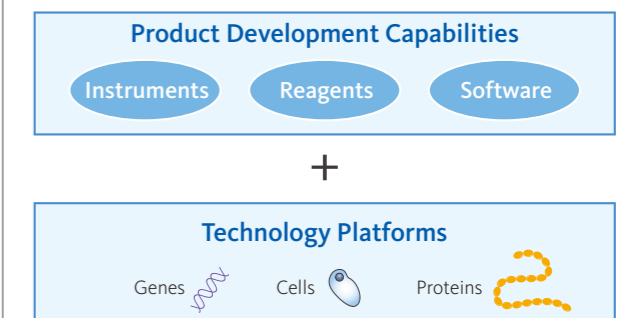 Product Development Capabilities
Instruments Reagents Software
+
Technology Platforms
Genes Cells Proteins